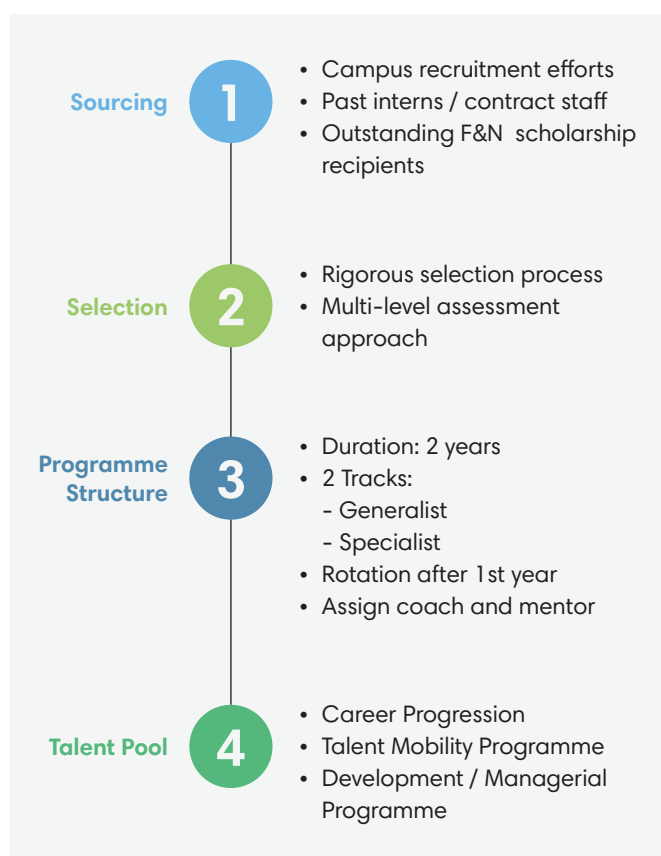 Sourcing
1
• Campus recruitment efforts
• Past interns / contract staff
• Outstanding F&N scholarship
recipients
Selection
2
• Rigorous selection process
• Multi-level assessment
approach
Programme
Structure
3
• Duration: 2 years
• 2 Tracks:
- Generalist
- Specialist
• Rotation after 1st year
• Assign coach and mentor
Talent Pool
4
• Career Progression
• Talent Mobility Programme
• Development / Managerial
Programme